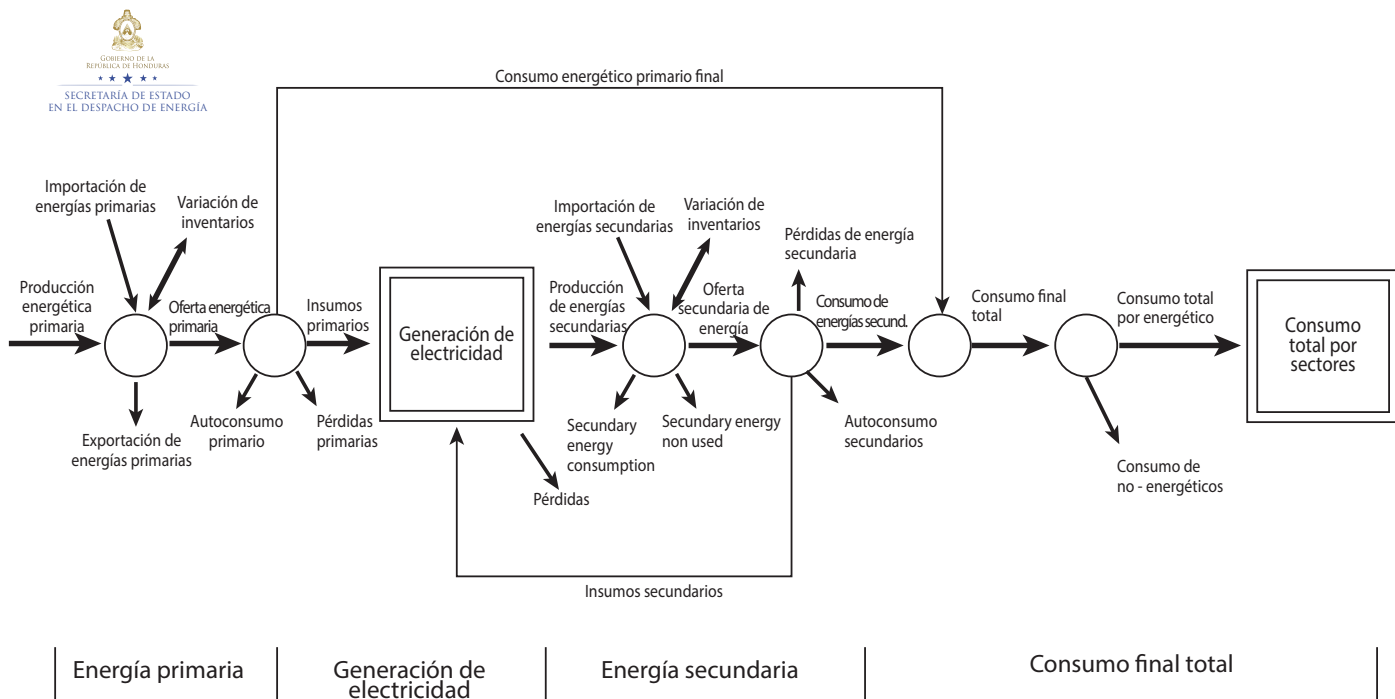 GOBIERNO DE LA
REPÚBLICA DE HONDURAS
SECRETARÍA DE ESTADO
EN EL DESPACHO DE ENERGÍA
Consumo energético primario final
Importación de
energías primarias
Variación de
inventarios
Producción
energética
primaria
Oferta energética
primaria
Insumos
primarios
Exportación de
energías primarias
Autoconsumo
primario
Pérdidas
primarias
Generación de
electricidad
Pérdidas
Importación de
energías secundarias
Variación de
inventarios
Pérdidas de energía
secundaria
Producción
de energías
secundarias
Oferta
secundaria de
energía
Consumo de
energías secund.
Secundary
energy
consumption
Secundary energy
non used
Autoconsumo
secundarios
Insumos secundarios
Consumo final
total
Consumo total
por energético
Consumo de
no - energéticos
Consumo
total por
sectores
Energía primaria
Generación de
electricidad
Energía secundaria
Consumo final total